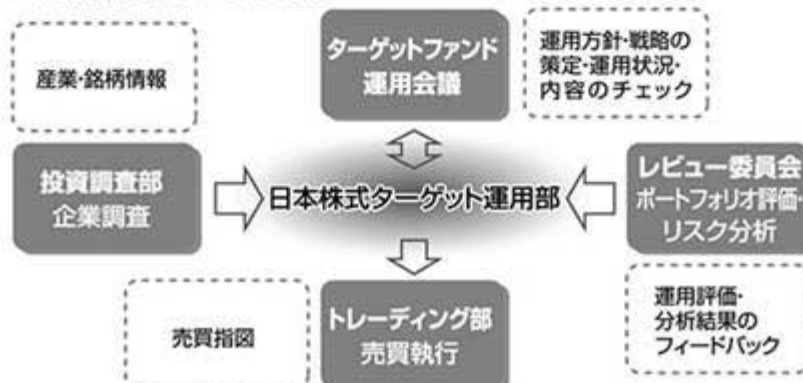 ターゲットファンド
運用会議
運用方針・戦略の
策定・運用状況・
内容のチェック
産業・銘柄情報
投資調査部
企業調査
日本株式ターゲット運用部
レビュー委員会
ポートフォリオ評価・
リスク分析
売買指図
トレーディング部
売買執行
運用評価・
分析結果の
フィードバック